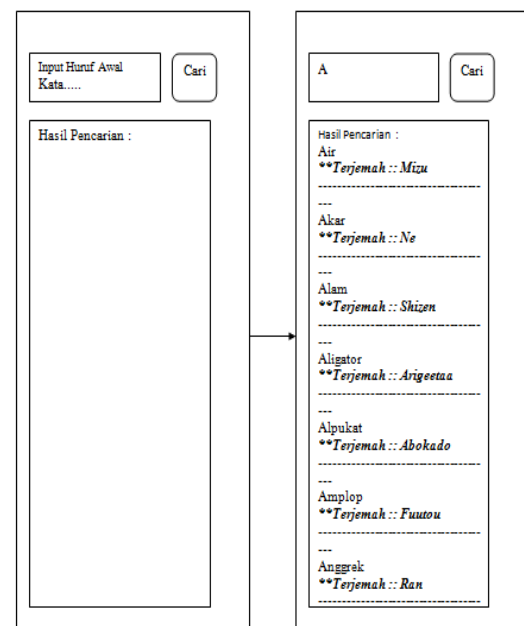 Input Huruf Awal
Kata.....
Cari
Hasil Pencarian :
A
Cari
Hasil Pencarian :
Air
**Terjemah :: Mizu
-----------------------------------
---
Akar
**Terjemah :: Ne
-----------------------------------
---
Alam
**Terjemah :: Shizen
-----------------------------------
---
Aligator
**Terjemah :: Arigeetaa
-----------------------------------
---
Alpukat
**Terjemah :: Abokado
-----------------------------------
---
Amplop
**Terjemah :: Fuutou
-----------------------------------
---
Anggrek
**Terjemah :: Ran
-----------------------------------